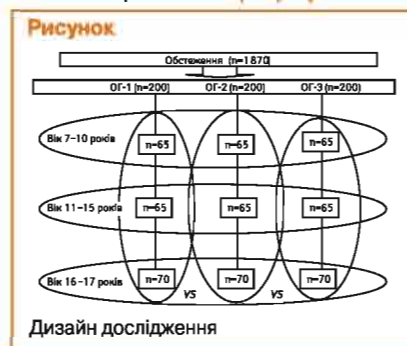 Рисунок
Обстеження (n=1870)
ОГ-1 (n=200) ОГ-2 (n=200) ОГ-3 (n=200)
Вік 7–10 років n=65 n=65 n=65
Вік 11–15 років n=65 n=65 n=65
Вік 16–17 років n=70 n=70 n=70
VS VS
Дизайн дослідження